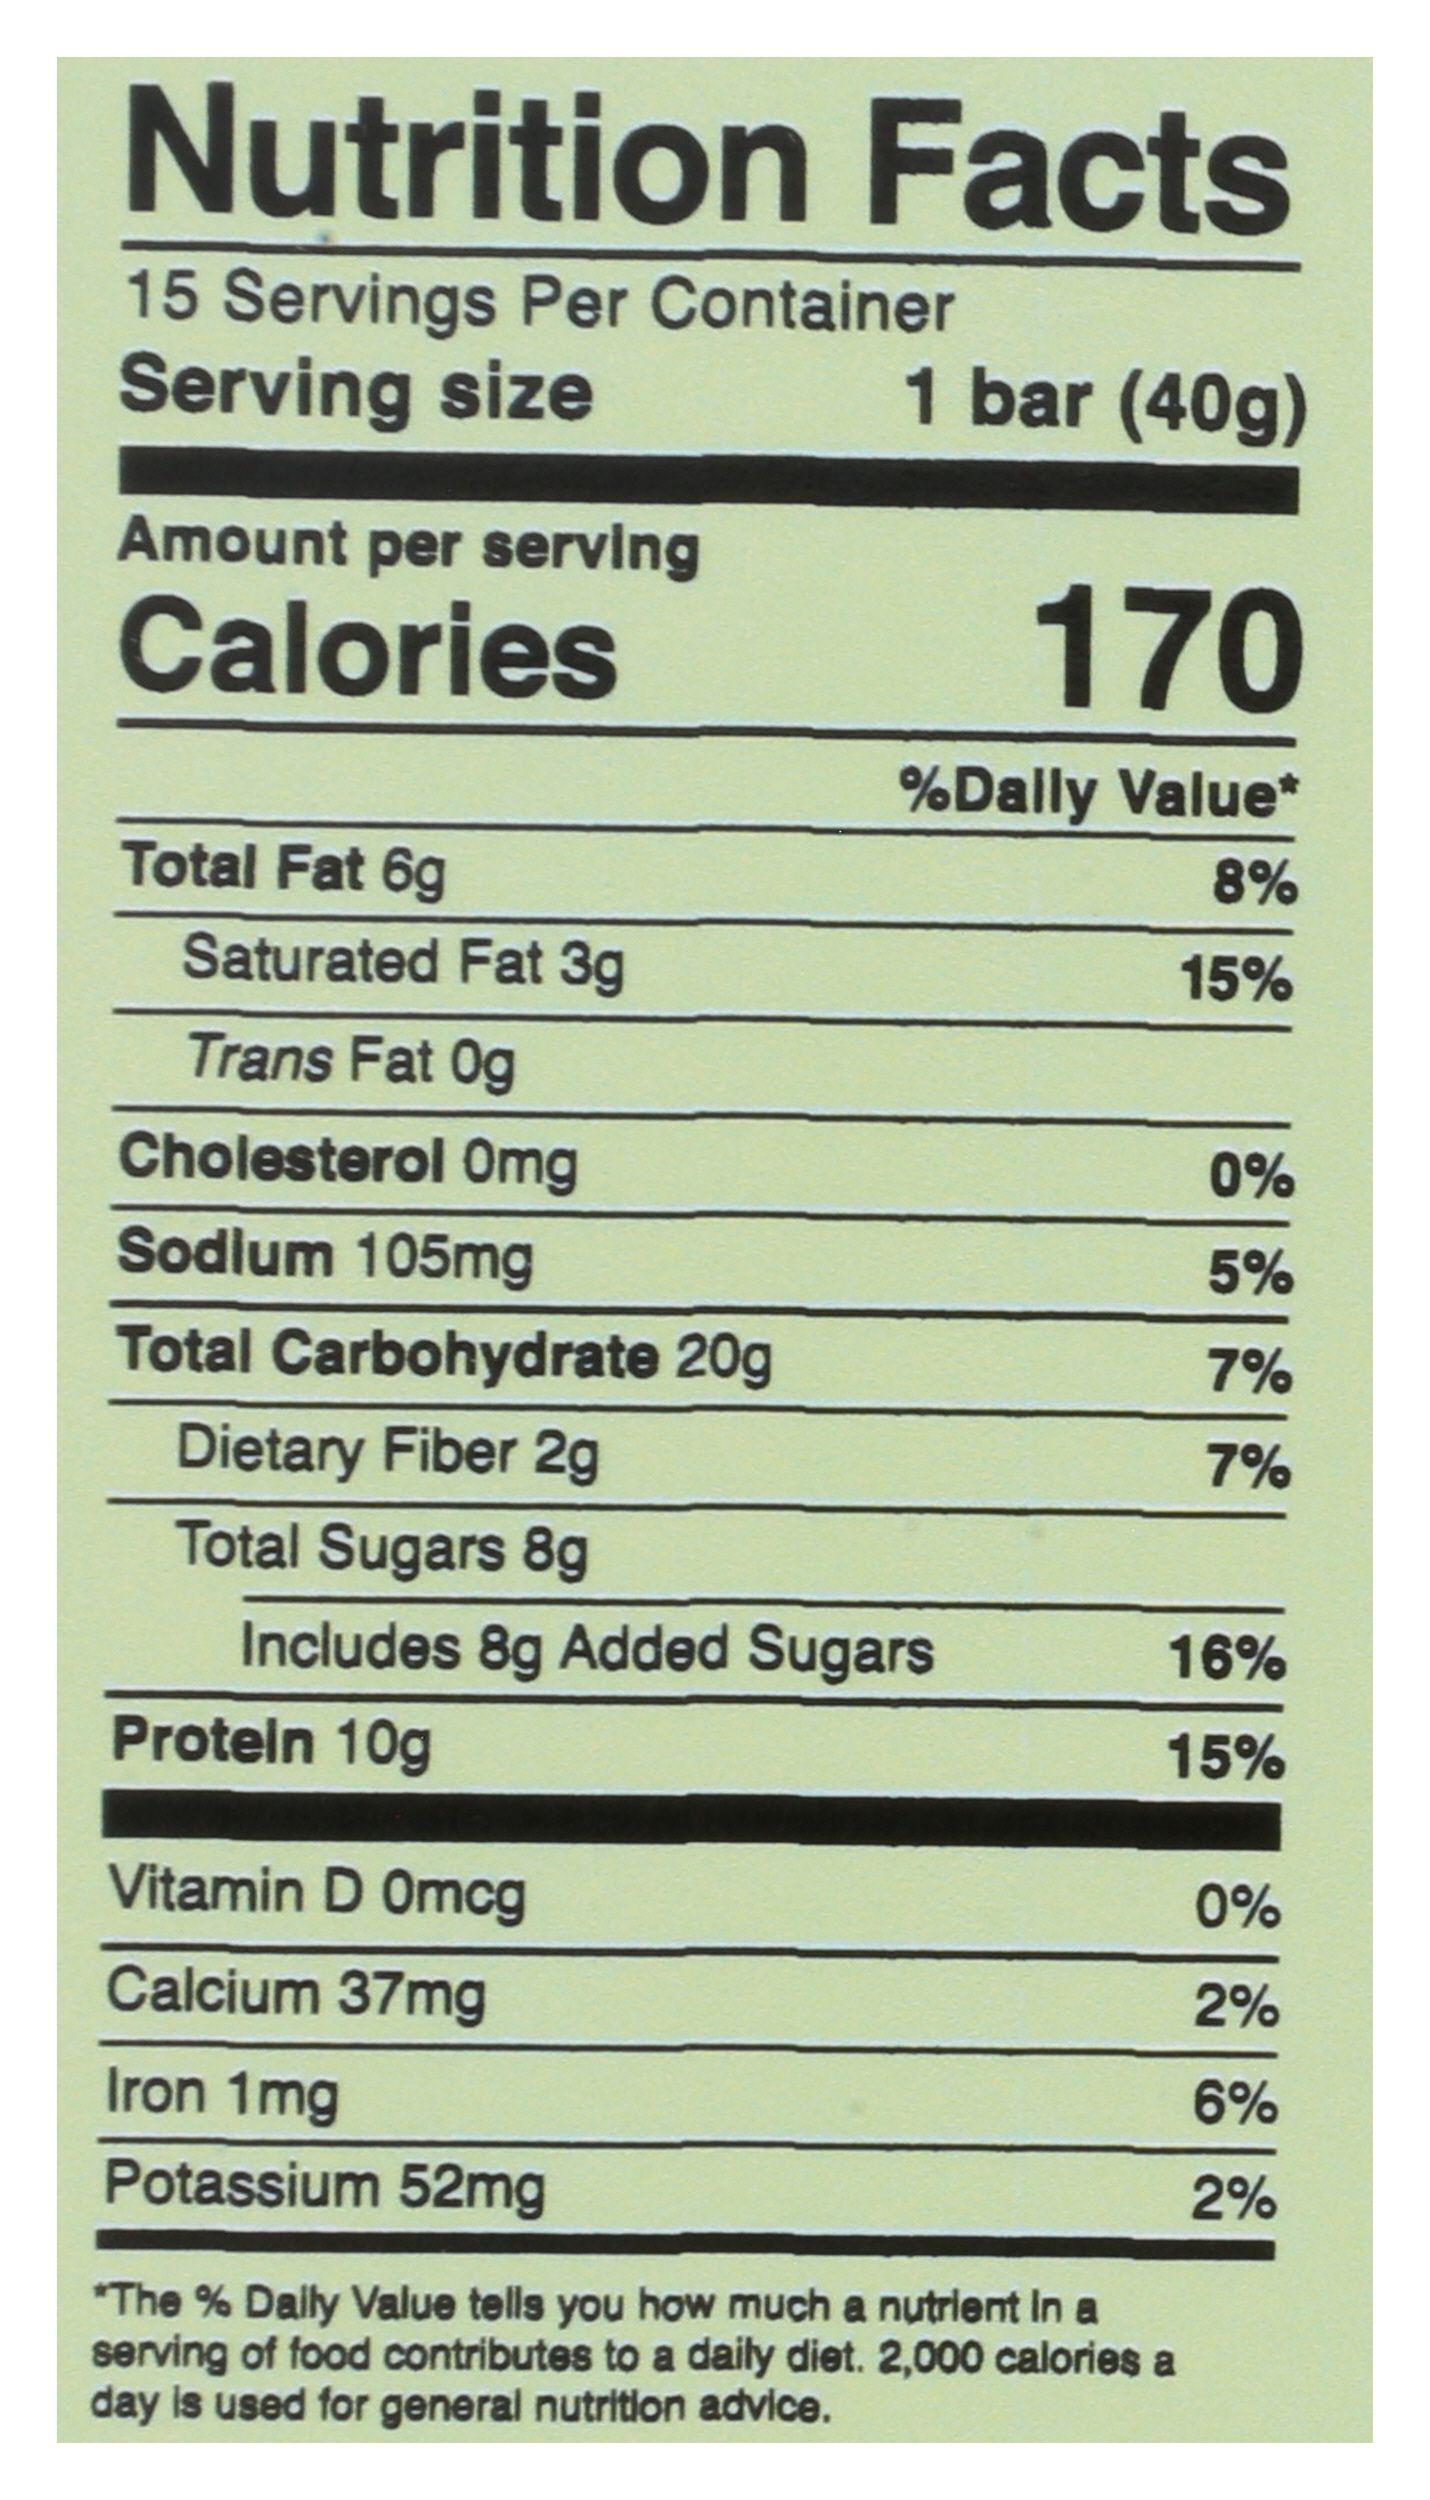 Nutrition Facts
15 Servings Per Container
Serving size 1 bar (40g)
Amount per serving
Calories 170
%Daily Value*
Total Fat 6g 8%
Saturated Fat 3g 15%
Trans Fat 0g
Cholesterol 0mg 0%
Sodium 105mg 5%
Total Carbohydrate 20g 7%
Dietary Fiber 2g 7%
Total Sugars 8g
Includes 8g Added Sugars 16%
Protein 10g 15%
Vitamin D 0mcg 0%
Calcium 37mg 2%
Iron 1mg 6%
Potassium 52mg 2%
*The % Daily Value tells you how much a nutrient in a
serving of food contributes to a daily diet. 2,000 calories a
day is used for general nutrition advice.